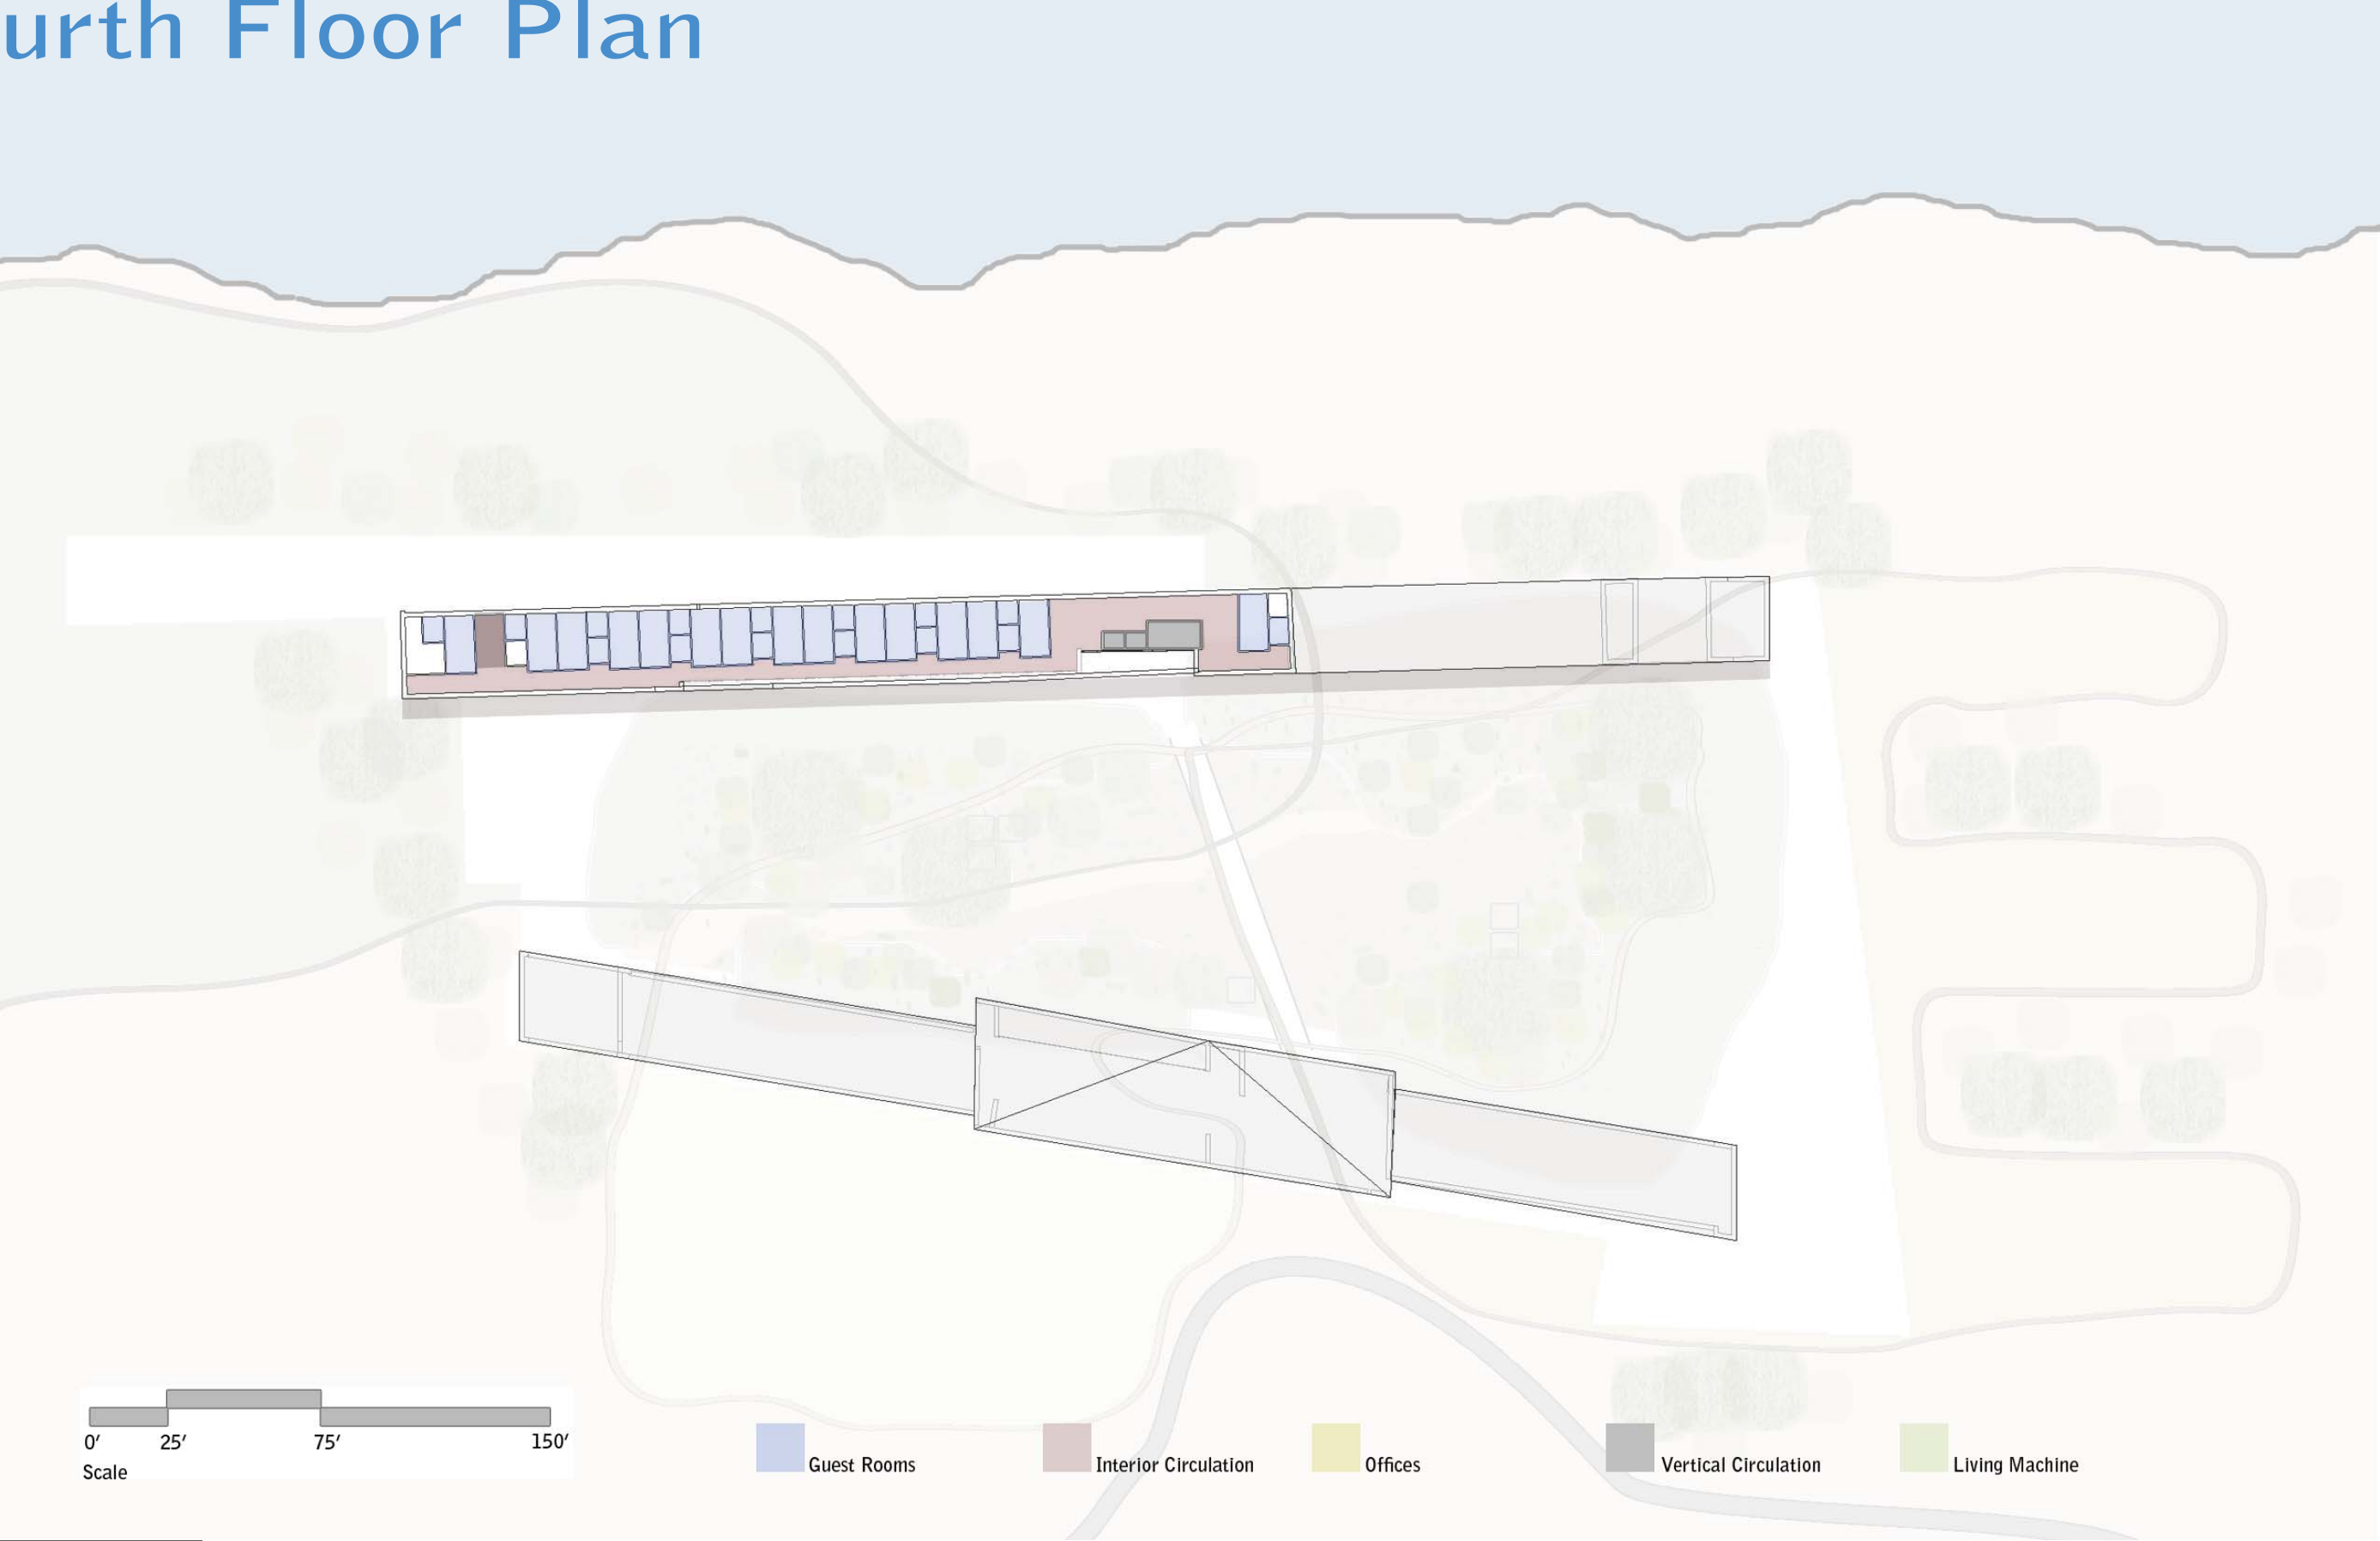 urth Floor Plan
0′ 25′ 75′ 150′
Scale
Guest Rooms
Interior Circulation
Offices
Vertical Circulation
Living Machine